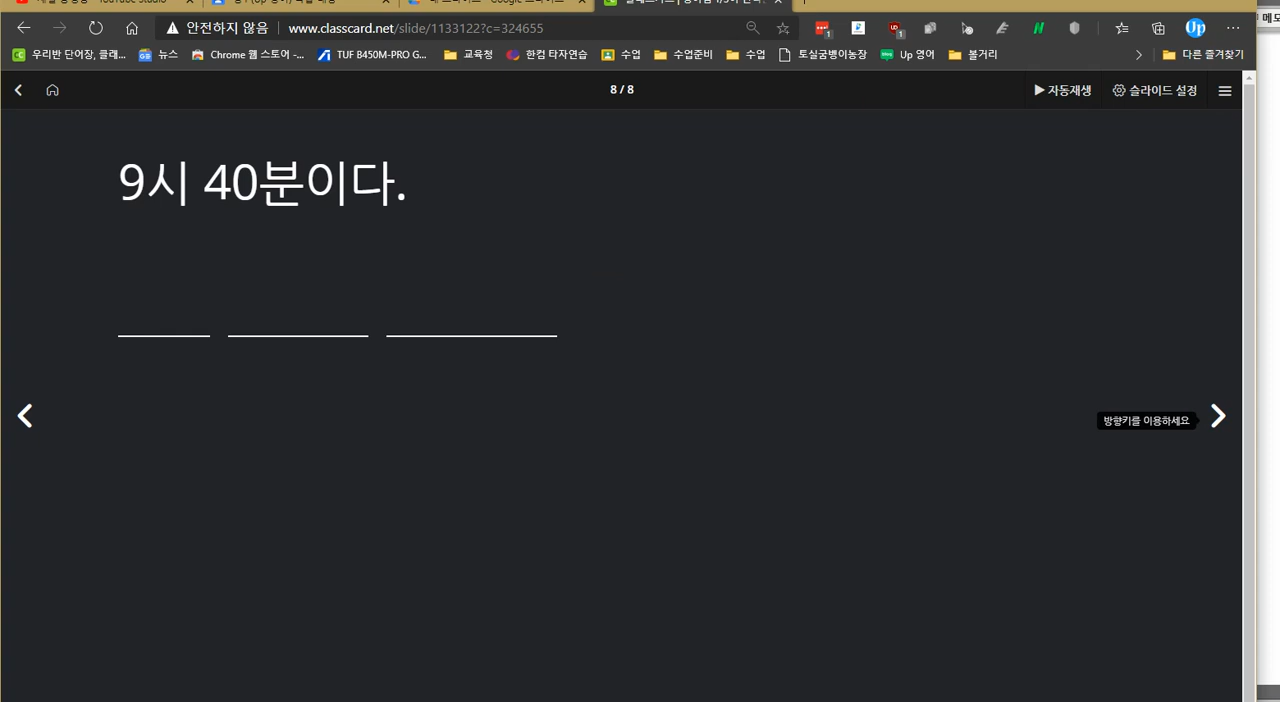 안전하지 않음 www.classcard.net/slide/1133122?c=324655
우리반 단어장, 클래... 뉴스 Chrome 웹 스토어 -... TUF B450M-PRO G... 교육청 한컴 타자연습 수업 수업준비 수업 토실굼벵이농장 Up 영어 볼거리 다른 즐겨찾기
메모
8 / 8 자동재생 슬라이드 설정
9시 40분이다.
방향키를 이용하세요